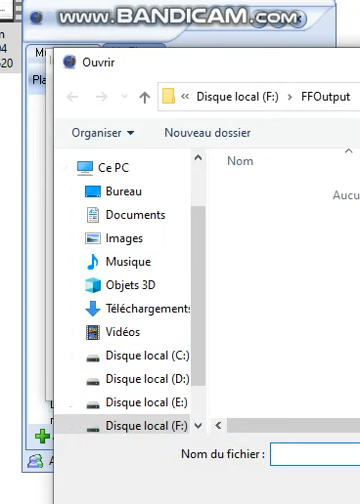 www.BANDICAM.com
Ouvrir
« Disque local (F:) › FFOutput
Organiser Nouveau dossier
Ce PC
Nom
Bureau
Aucu
Documents
Images
Musique
Objets 3D
Téléchargements
Vidéos
Disque local (C:)
Disque local (D:)
Disque local (E:)
Disque local (F:)
Nom du fichier :